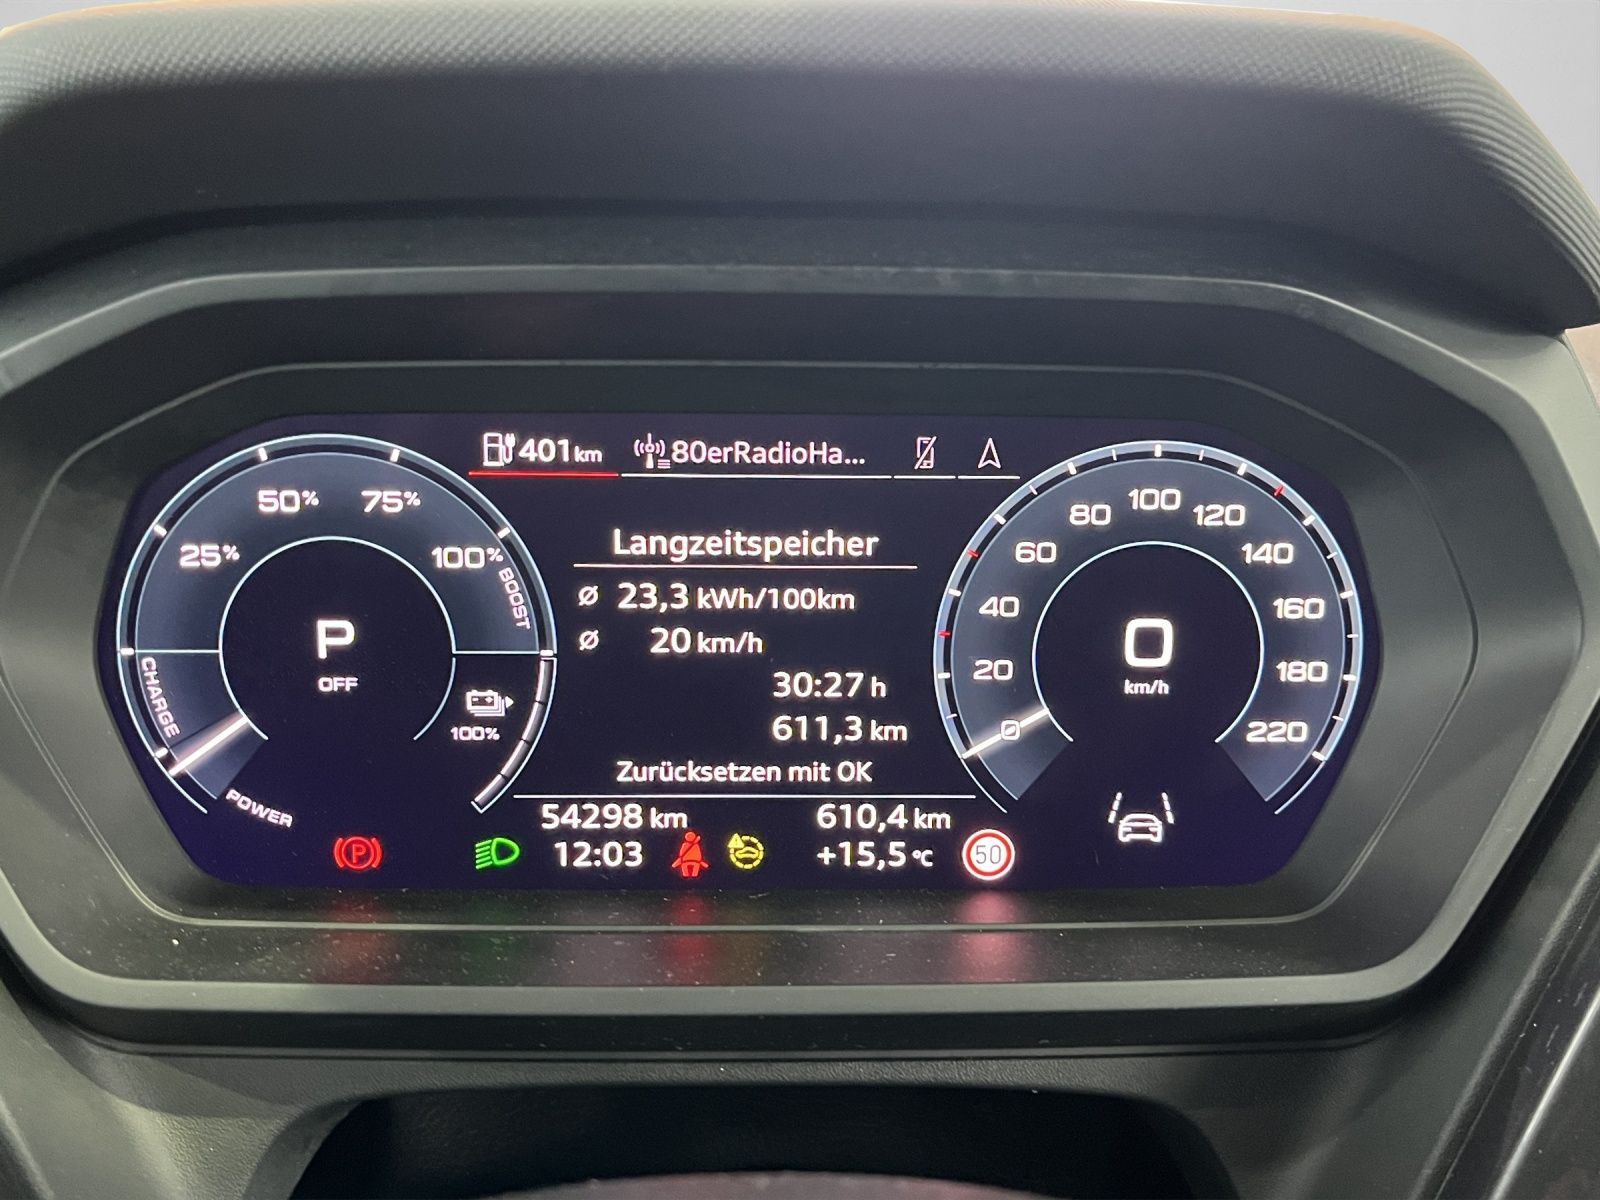 401 km
80erRadioHa...
Langzeitspeicher
Ø 23,3 kWh/100km
Ø 20 km/h
30:27 h
611,3 km
Zurücksetzen mit OK
54298 km
610,4 km
12:03
+15,5 °C
50
25%
50%
75%
100%
BOOST
CHARGE
POWER
P
OFF
100%
0
20
40
60
80
100
120
140
160
180
220
0
km/h
P